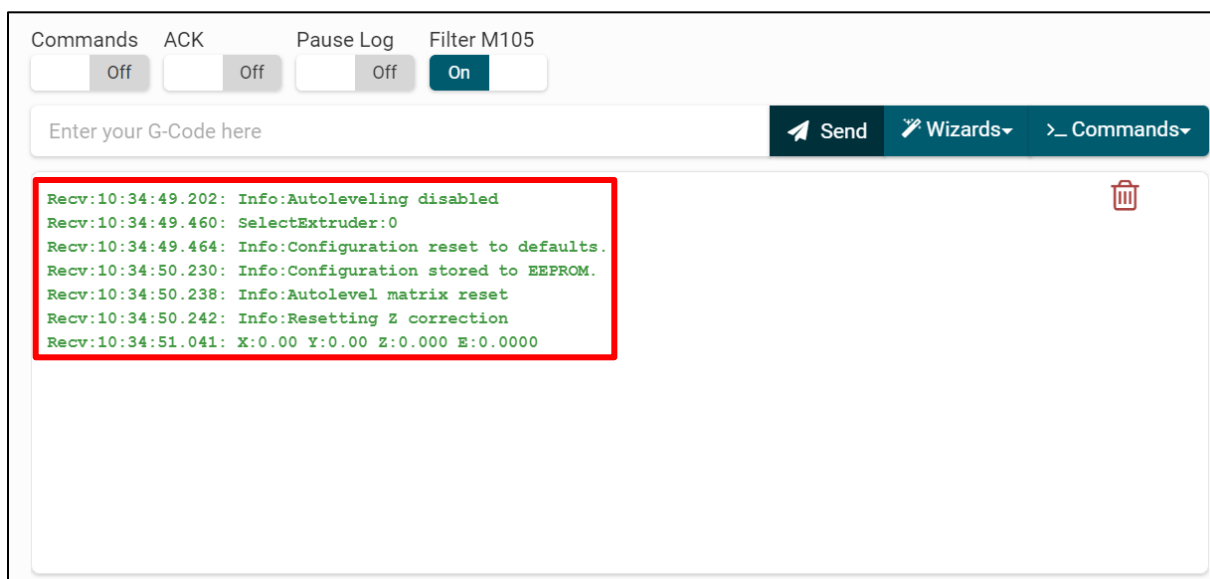 Commands ACK Pause Log Filter M105
Off Off Off On
Enter your G-Code here Send Wizards Commands
Recv:10:34:49.202: Info:Autoleveling disabled
Recv:10:34:49.460: SelectExtruder:0
Recv:10:34:49.464: Info:Configuration reset to defaults.
Recv:10:34:50.230: Info:Configuration stored to EEPROM.
Recv:10:34:50.238: Info:Autolevel matrix reset
Recv:10:34:50.242: Info:Resetting Z correction
Recv:10:34:51.041: X:0.00 Y:0.00 Z:0.000 E:0.0000